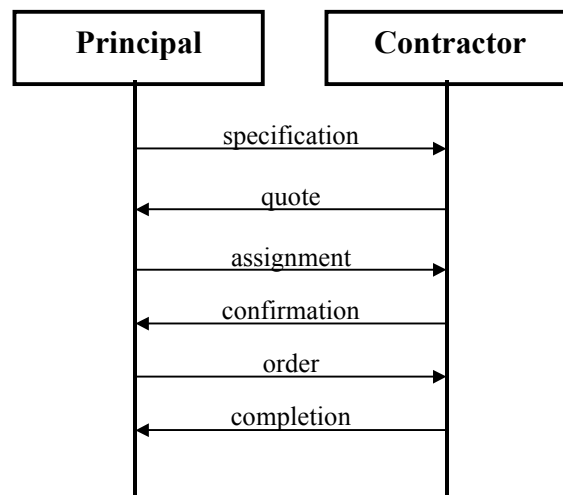 Principal
Contractor
specification
quote
assignment
confirmation
order
completion